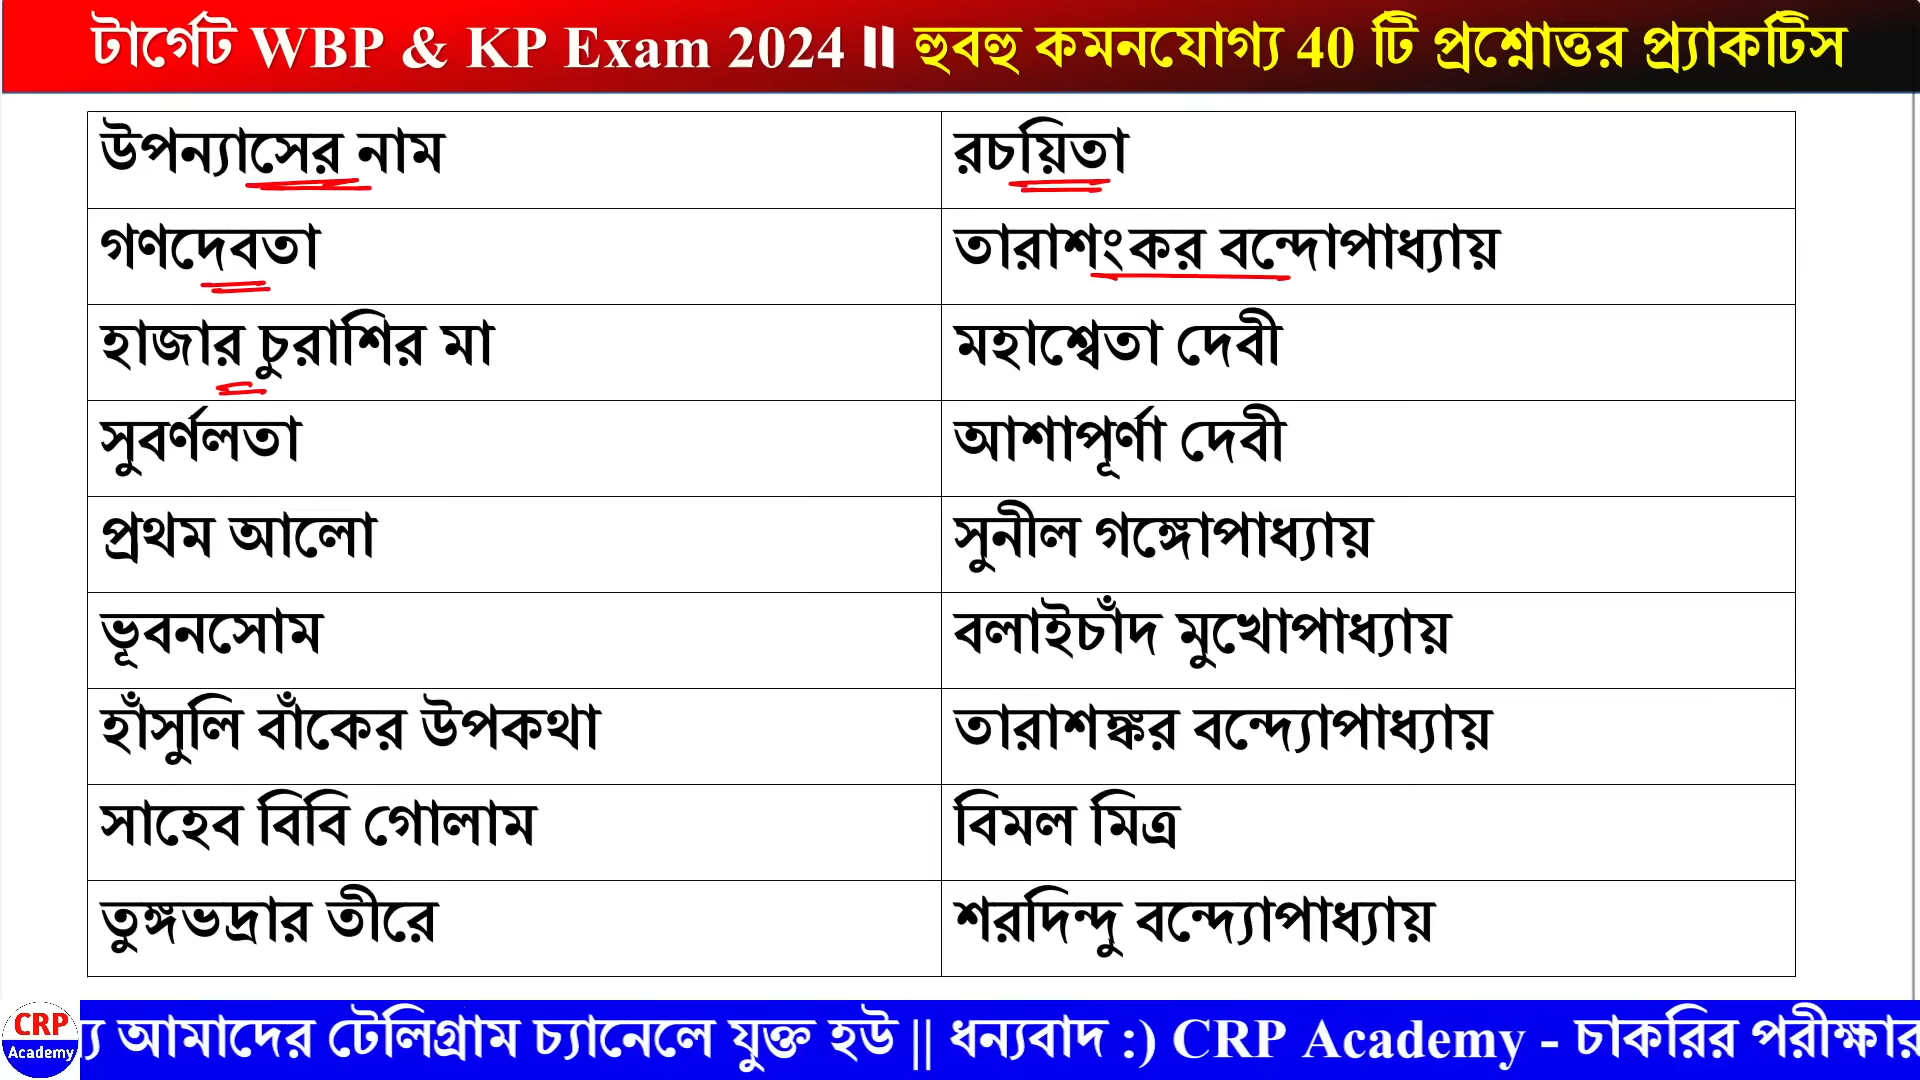 টার্গেট WBP & KP Exam 2024 ॥ হুবহু কমনযোগ্য 40 টি প্রশ্নোত্তর প্র্যাকটিস
উপন্যাসের নাম রচয়িতা
গণদেবতা তারাশংকর বন্দোপাধ্যায়
হাজার চুরাশির মা মহাশ্বেতা দেবী
সুবর্ণলতা আশাপূর্ণা দেবী
প্রথম আলো সুনীল গঙ্গোপাধ্যায়
ভূবনসোম বলাইচাঁদ মুখোপাধ্যায়
হাঁসুলি বাঁকের উপকথা তারাশঙ্কর বন্দ্যোপাধ্যায়
সাহেব বিবি গোলাম বিমল মিত্র
তুঙ্গভদ্রার তীরে শরদিন্দু বন্দ্যোপাধ্যায়
CRP
Academy
আমাদের টেলিগ্রাম চ্যানেলে যুক্ত হউ || ধন্যবাদ :) CRP Academy - চাকরির পরীক্ষার